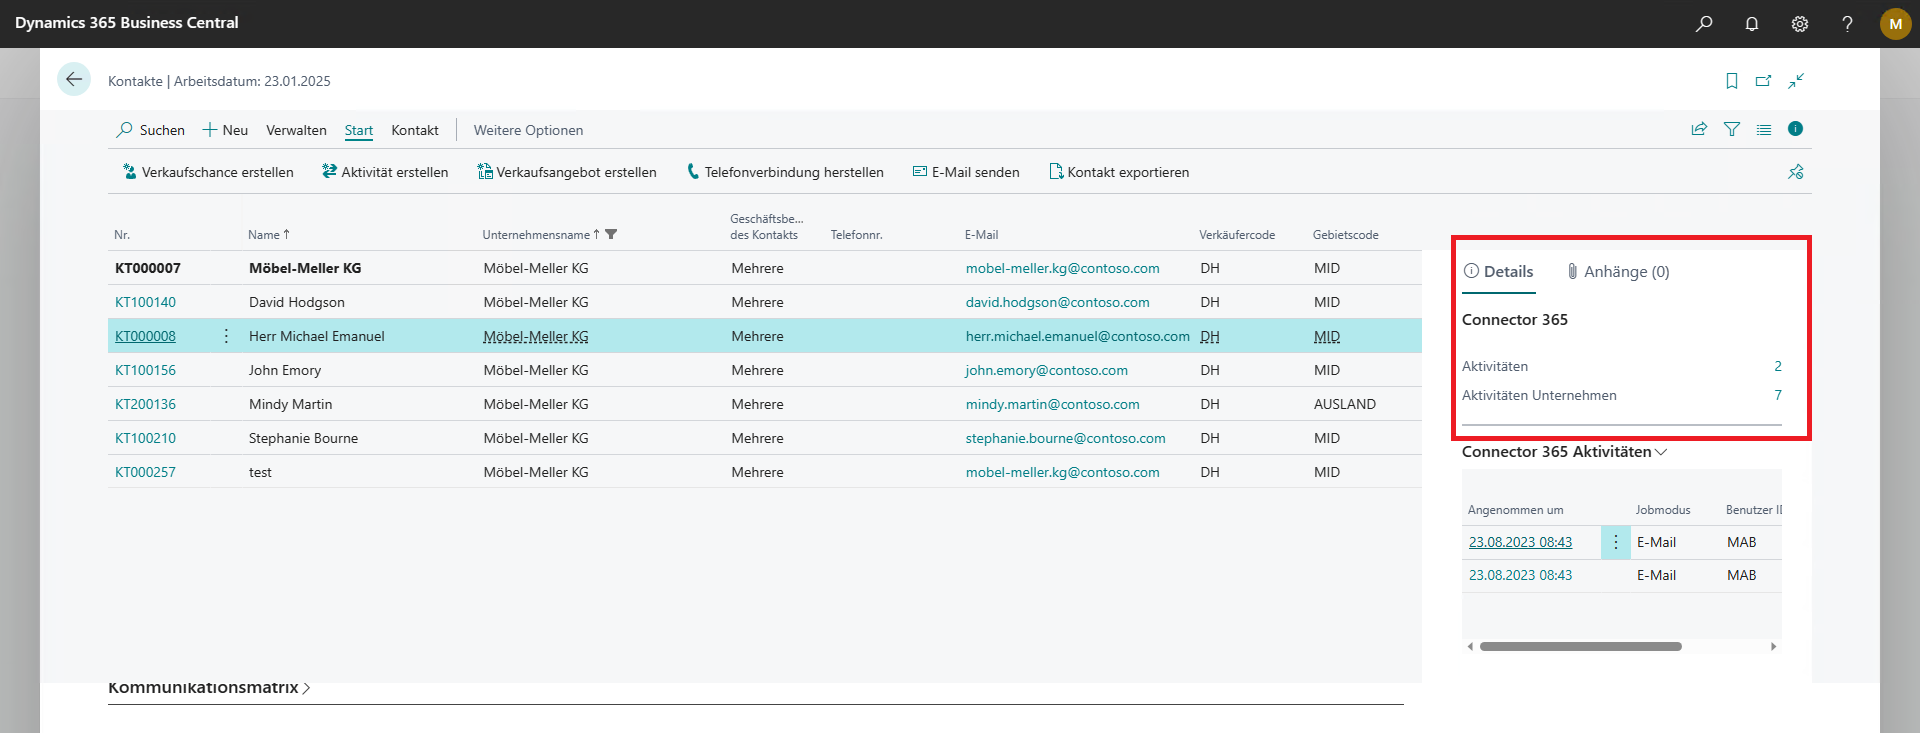 Dynamics 365 Business Central
M
Kontakte | Arbeitsdatum: 23.01.2025
Suchen Neu Verwalten Start Kontakt Weitere Optionen
Verkaufschance erstellen Aktivität erstellen Verkaufsangebot erstellen Telefonverbindung herstellen E-Mail senden Kontakt exportieren
Nr. Name ↑ Unternehmensname ↑ Geschäftsbe... des Kontakts Telefonnr. E-Mail Verkäufercode Gebietscode
KT000007 Möbel-Meller KG Möbel-Meller KG Mehrere mobel-meller.kg@contoso.com DH MID
KT100140 David Hodgson Möbel-Meller KG Mehrere david.hodgson@contoso.com DH MID
KT000008 Herr Michael Emanuel Möbel-Meller KG Mehrere herr.michael.emanuel@contoso.com DH MID
KT100156 John Emory Möbel-Meller KG Mehrere john.emory@contoso.com DH MID
KT200136 Mindy Martin Möbel-Meller KG Mehrere mindy.martin@contoso.com DH AUSLAND
KT100210 Stephanie Bourne Möbel-Meller KG Mehrere stephanie.bourne@contoso.com DH MID
KT000257 test Möbel-Meller KG Mehrere mobel-meller.kg@contoso.com DH MID
Details Anhänge (0)
Connector 365
Aktivitäten 2
Aktivitäten Unternehmen 7
Connector 365 Aktivitäten
Angenommen um Jobmodus Benutzer
23.08.2023 08:43 E-Mail MAB
23.08.2023 08:43 E-Mail MAB
Kommunikationsmatrix